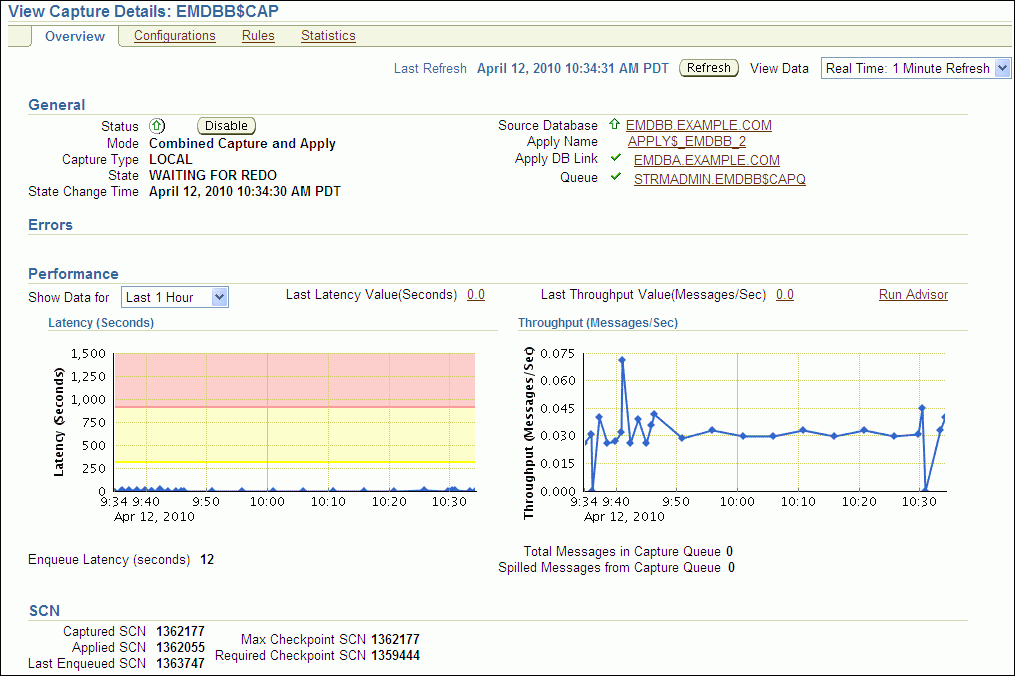 View Capture Details: EMDBB$CAP
Overview Configurations Rules Statistics
Last Refresh April 12, 2010 10:34:31 AM PDT Refresh View Data Real Time: 1 Minute Refresh
General
Status Disable
Mode Combined Capture and Apply
Capture Type LOCAL
State WAITING FOR REDO
State Change Time April 12, 2010 10:34:30 AM PDT
Source Database EMDBB.EXAMPLE.COM
Apply Name APPLY$_EMDBB_2
Apply DB Link EMDBA.EXAMPLE.COM
Queue STRMADMIN.EMDBB$CAPQ
Errors
Performance
Show Data for Last 1 Hour Last Latency Value(Seconds) 0.0 Last Throughput Value(Messages/Sec) 0.0 Run Advisor
Latency (Seconds)
Latency (Seconds)
1,500
1,250
1,000
750
500
250
0
9:34 9:40 9:50 10:00 10:10 10:20 10:30
Apr 12, 2010
Throughput (Messages/Sec)
Throughput (Messages/Sec)
0.075
0.060
0.045
0.030
0.015
0.000
9:34 9:40 9:50 10:00 10:10 10:20 10:30
Apr 12, 2010
Enqueue Latency (seconds) 12
Total Messages in Capture Queue 0
Spilled Messages from Capture Queue 0
SCN
Captured SCN 1362177
Applied SCN 1362055
Last Enqueued SCN 1363747
Max Checkpoint SCN 1362177
Required Checkpoint SCN 1359444